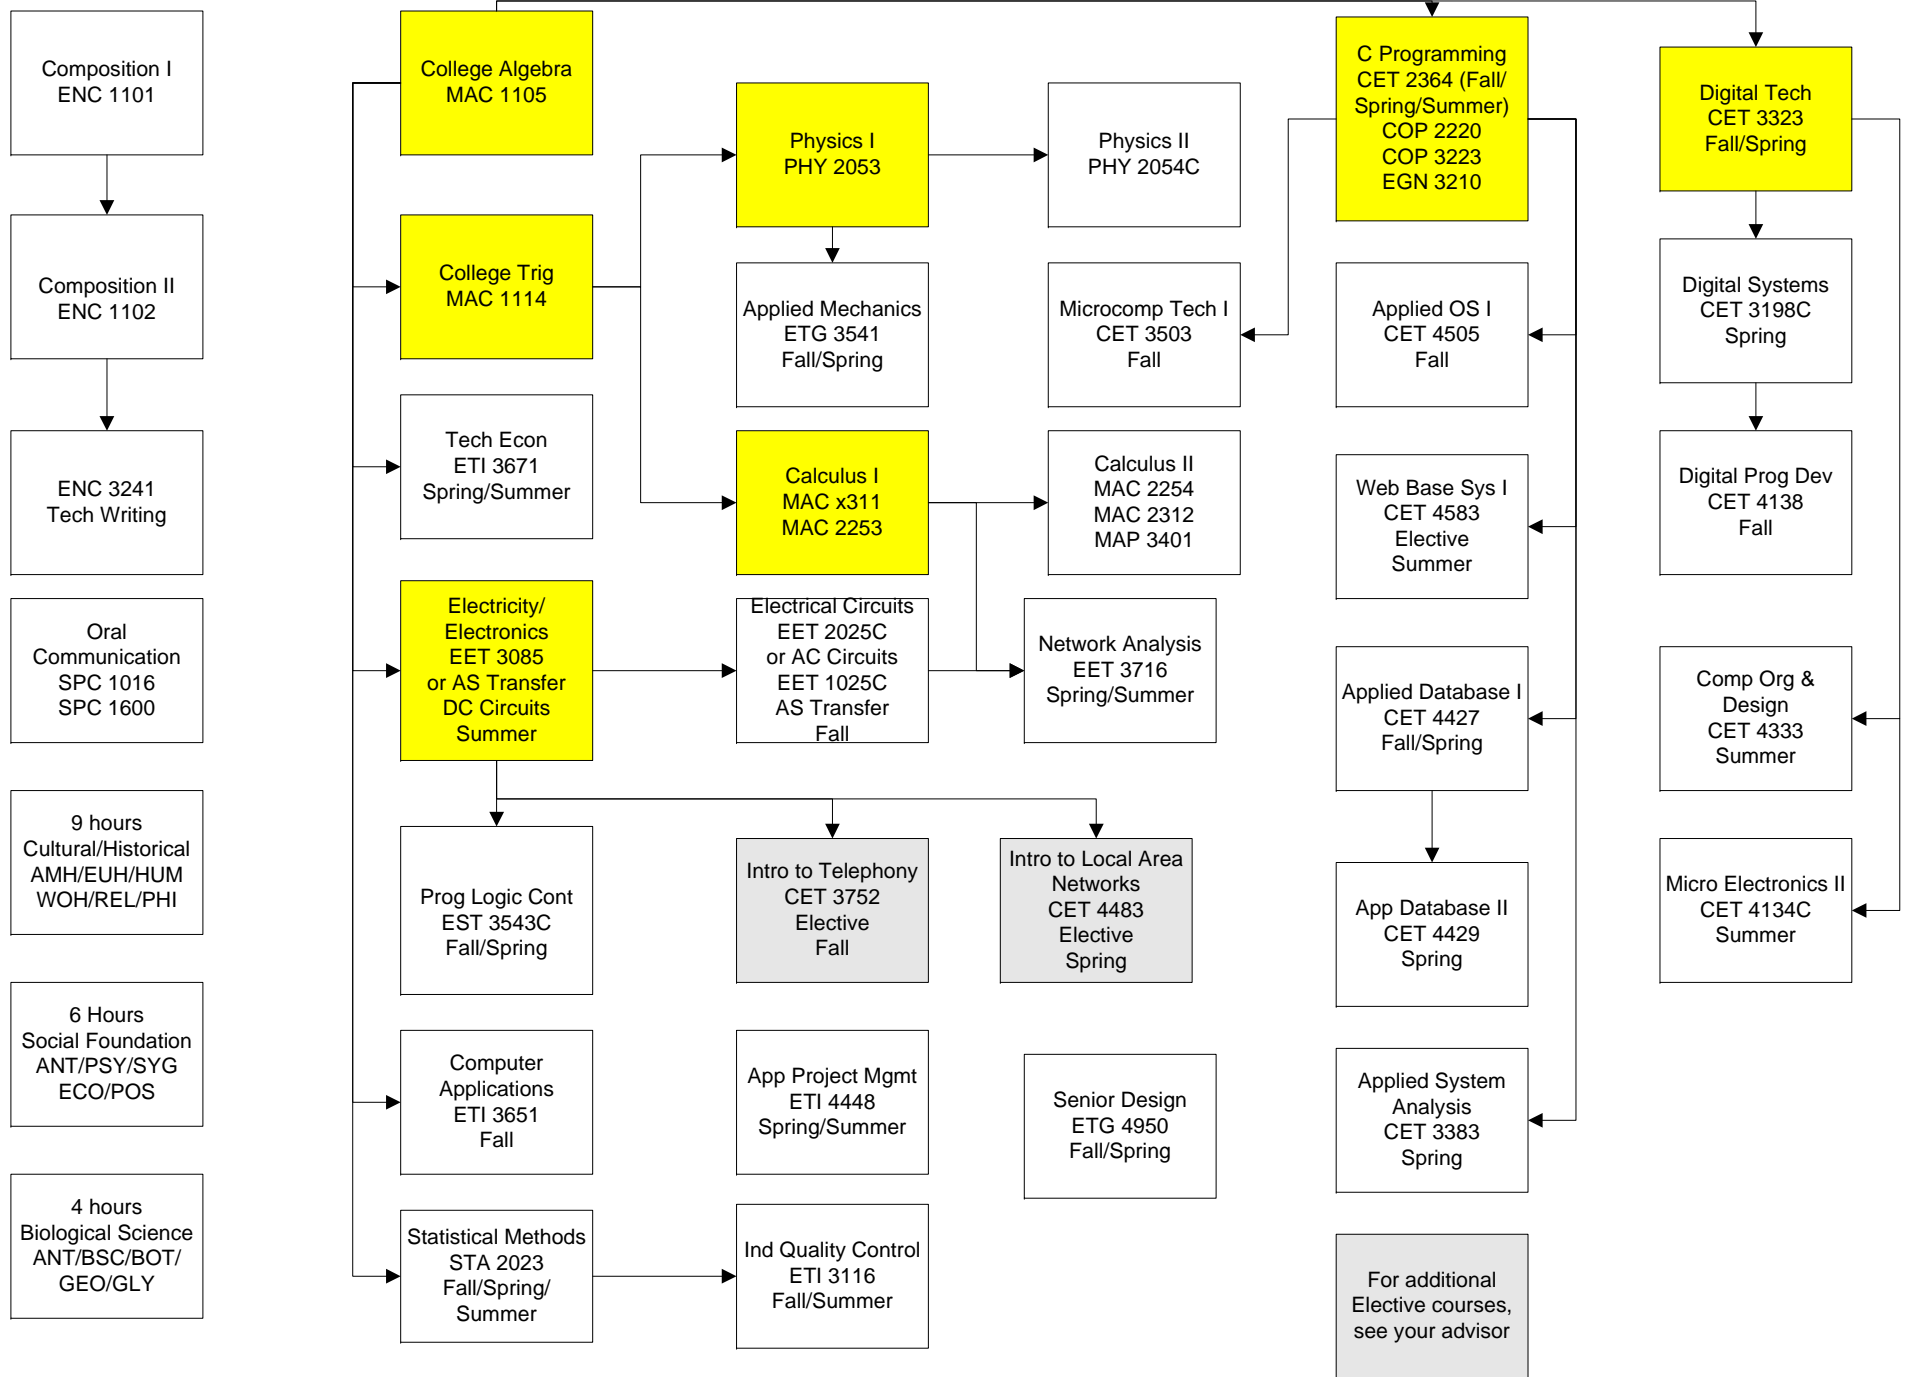 Composition I
ENC 1101
Composition II
ENC 1102
ENC 3241
Tech Writing
Oral
Communication
SPC 1016
SPC 1600
9 hours
Cultural/Historical
AMH/EUH/HUM
WOH/REL/PHI
6 Hours
Social Foundation
ANT/PSY/SYG
ECO/POS
4 hours
Biological Science
ANT/BSC/BOT/
GEO/GLY
College Algebra
MAC 1105
College Trig
MAC 1114
Tech Econ
ETI 3671
Spring/Summer
Electricity/
Electronics
EET 3085
or AS Transfer
DC Circuits
Summer
Prog Logic Cont
EST 3543C
Fall/Spring
Computer
Applications
ETI 3651
Fall
Statistical Methods
STA 2023
Fall/Spring/
Summer
Physics I
PHY 2053
Applied Mechanics
ETG 3541
Fall/Spring
Calculus I
MAC x311
MAC 2253
Electrical Circuits
EET 2025C
or AC Circuits
EET 1025C
AS Transfer
Fall
Intro to Telephony
CET 3752
Elective
Fall
App Project Mgmt
ETI 4448
Spring/Summer
Ind Quality Control
ETI 3116
Fall/Summer
Physics II
PHY 2054C
Microcomp Tech I
CET 3503
Fall
Calculus II
MAC 2254
MAC 2312
MAP 3401
Network Analysis
EET 3716
Spring/Summer
Intro to Local Area
Networks
CET 4483
Elective
Spring
Senior Design
ETG 4950
Fall/Spring
C Programming
CET 2364 (Fall/
Spring/Summer)
COP 2220
COP 3223
EGN 3210
Applied OS I
CET 4505
Fall
Web Base Sys I
CET 4583
Elective
Summer
Applied Database I
CET 4427
Fall/Spring
App Database II
CET 4429
Spring
Applied System
Analysis
CET 3383
Spring
For additional
Elective courses,
see your advisor
Digital Tech
CET 3323
Fall/Spring
Digital Systems
CET 3198C
Spring
Digital Prog Dev
CET 4138
Fall
Comp Org &
Design
CET 4333
Summer
Micro Electronics II
CET 4134C
Summer